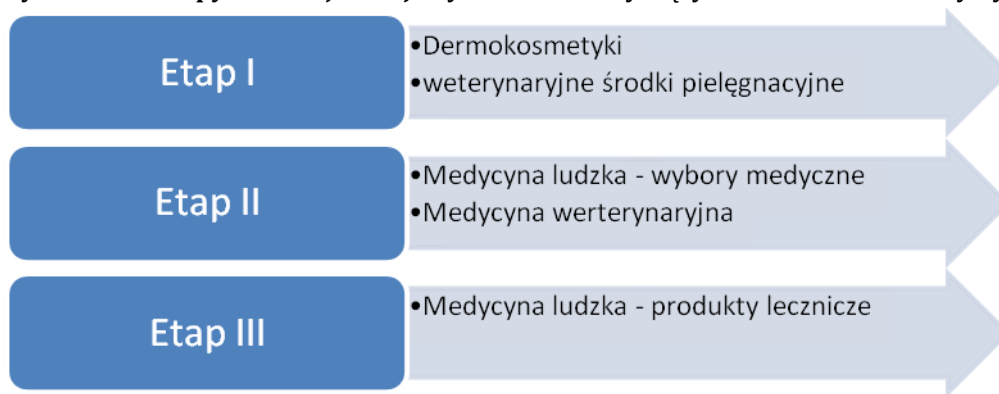 Etap I
•Dermokosmetyki
•weterynaryjne środki pielęgnacyjne
Etap II
•Medycyna ludzka - wybory medyczne
•Medycyna werterynaryjna
Etap III
•Medycyna ludzka - produkty lecznicze